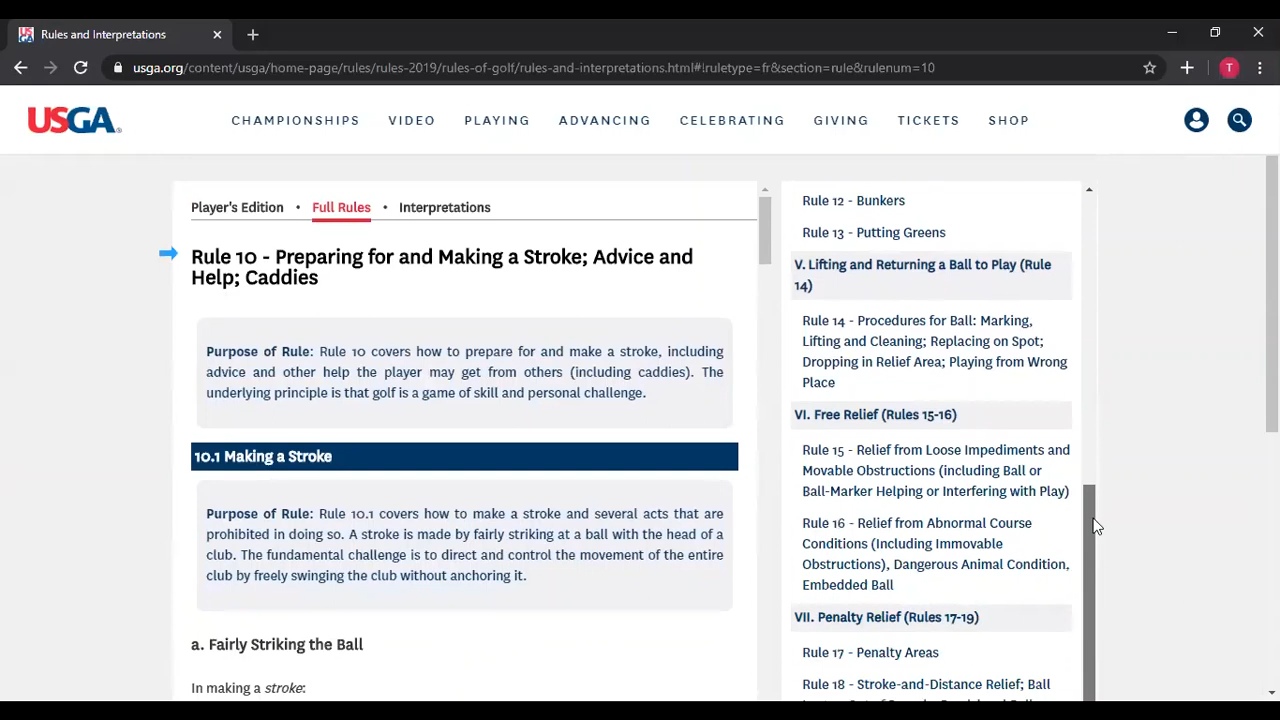 Rules and Interpretations
usga.org/content/usga/home-page/rules/rules-2019/rules-of-golf/rules-and-interpretations.html#!ruletype=fr&section=rule&rulenum=10
T
USGA
CHAMPIONSHIPS VIDEO PLAYING ADVANCING CELEBRATING GIVING TICKETS SHOP
Player's Edition • Full Rules • Interpretations
Rule 10 - Preparing for and Making a Stroke; Advice and
Help; Caddies
Purpose of Rule: Rule 10 covers how to prepare for and make a stroke, including
advice and other help the player may get from others (including caddies). The
underlying principle is that golf is a game of skill and personal challenge.
10.1 Making a Stroke
Purpose of Rule: Rule 10.1 covers how to make a stroke and several acts that are
prohibited in doing so. A stroke is made by fairly striking at a ball with the head of a
club. The fundamental challenge is to direct and control the movement of the entire
club by freely swinging the club without anchoring it.
a. Fairly Striking the Ball
In making a stroke:
Rule 12 - Bunkers
Rule 13 - Putting Greens
V. Lifting and Returning a Ball to Play (Rule
14)
Rule 14 - Procedures for Ball: Marking,
Lifting and Cleaning; Replacing on Spot;
Dropping in Relief Area; Playing from Wrong
Place
VI. Free Relief (Rules 15-16)
Rule 15 - Relief from Loose Impediments and
Movable Obstructions (including Ball or
Ball-Marker Helping or Interfering with Play)
Rule 16 - Relief from Abnormal Course
Conditions (Including Immovable
Obstructions), Dangerous Animal Condition,
Embedded Ball
VII. Penalty Relief (Rules 17-19)
Rule 17 - Penalty Areas
Rule 18 - Stroke-and-Distance Relief; Ball